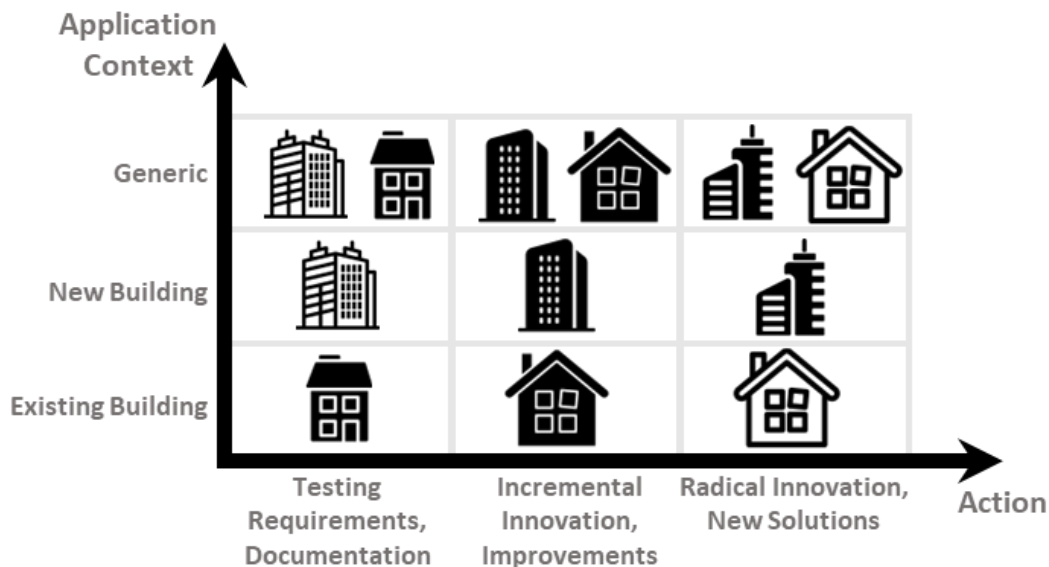 Application
Context
Generic
New Building
Existing Building
Testing
Requirements,
Documentation
Incremental
Innovation,
Improvements
Radical Innovation,
New Solutions
Action